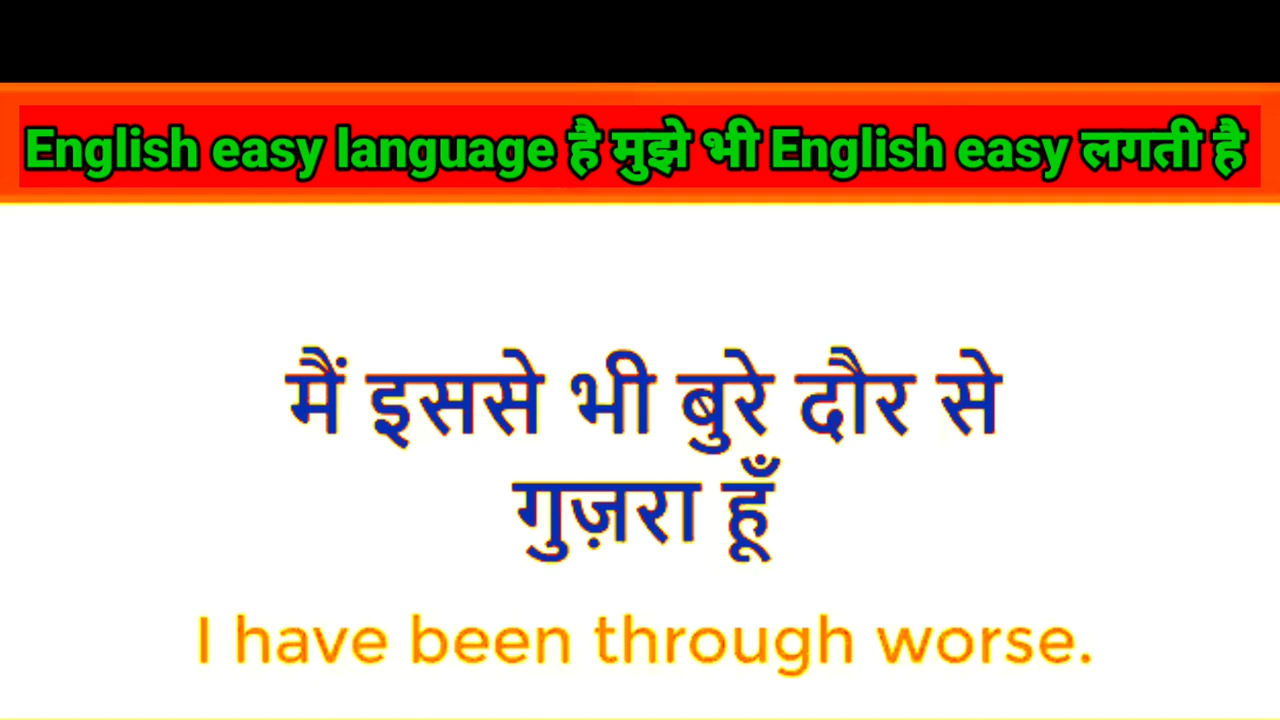 English easy language है मुझे भी English easy लगती है
मैं इससे भी बुरे दौर से
गुज़रा हूँ
I have been through worse.